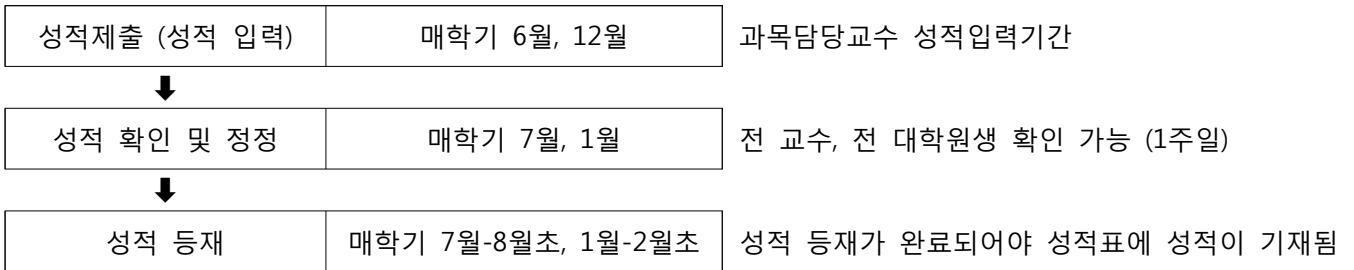 성적제출 (성적 입력) 매학기 6월, 12월 과목담당교수 성적입력기간
성적 확인 및 정정 매학기 7월, 1월 전 교수, 전 대학원생 확인 가능 (1주일)
성적 등재 매학기 7월-8월초, 1월-2월초 성적 등재가 완료되어야 성적표에 성적이 기재됨